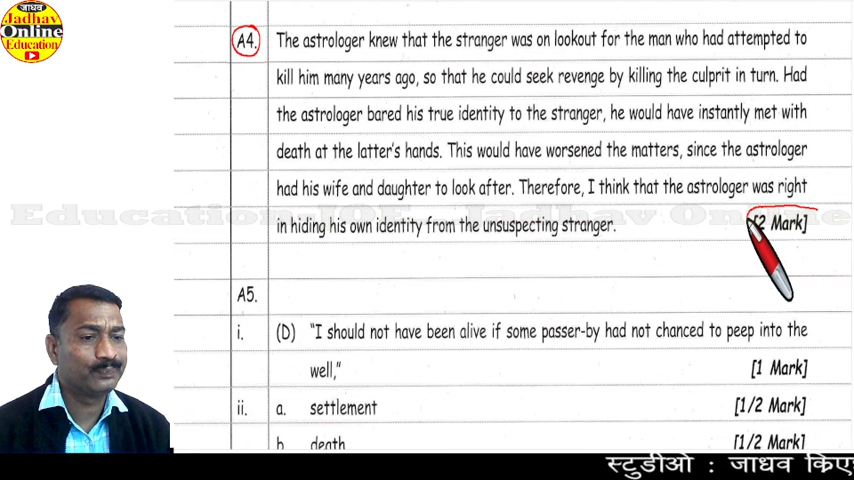 जाधव
Jadhav
Online
Education
A4. The astrologer knew that the stranger was on lookout for the man who had attempted to
kill him many years ago, so that he could seek revenge by killing the culprit in turn. Had
the astrologer bared his true identity to the stranger, he would have instantly met with
death at the latter's hands. This would have worsened the matters, since the astrologer
had his wife and daughter to look after. Therefore, I think that the astrologer was right
in hiding his own identity from the unsuspecting stranger. [2 Mark]
A5.
i. (D) "I should not have been alive if some passer-by had not chanced to peep into the
well," [1 Mark]
ii. a. settlement [1/2 Mark]
b. death [1/2 Mark]
स्टुडीओ : जाधव